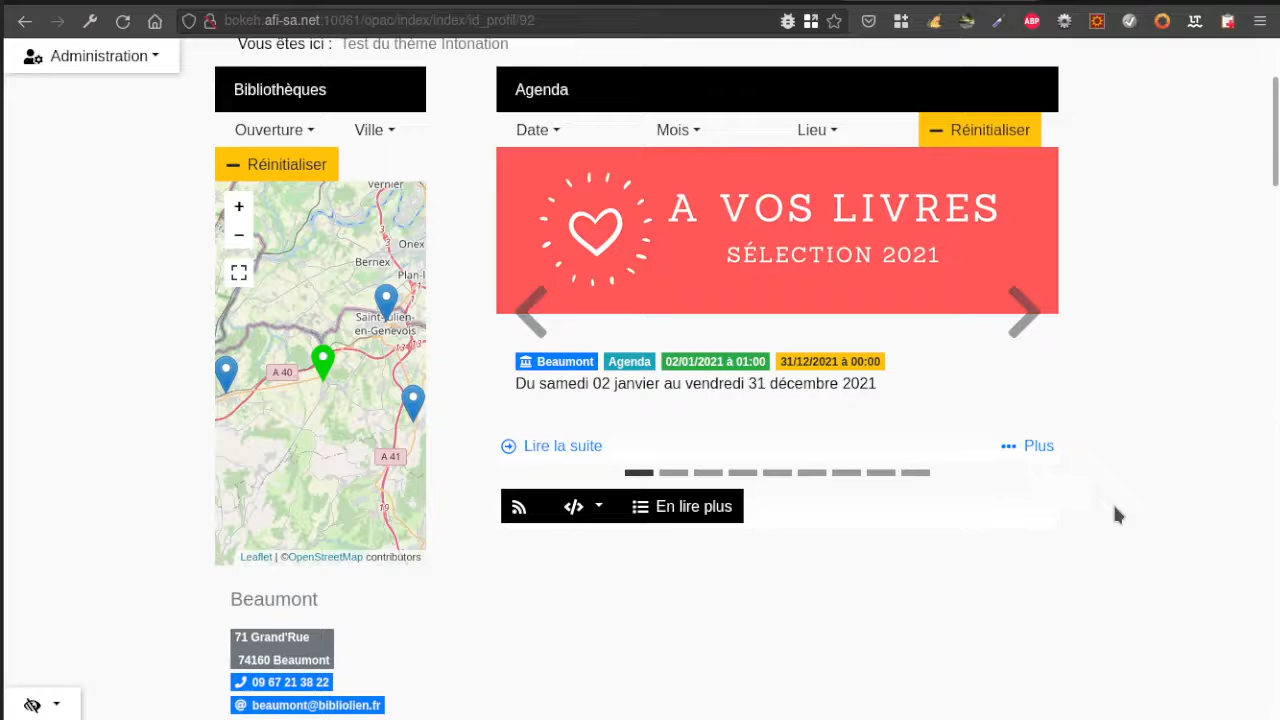 bokeh.afi-sa.net:10061/opac/index/index/id_profil/92
ABP
Administration
Vous êtes ici : Test du thème Intonation
Bibliothèques
Ouverture
Ville
Réinitialiser
+
−
Vernier
Onex
Bernex
Plan-l
Saint-Julien-
en-Genevois
A 40
A 41
Leaflet | ©OpenStreetMap contributors
Beaumont
71 Grand'Rue
74160 Beaumont
09 67 21 38 22
beaumont@bibliolien.fr
Agenda
Date
Mois
Lieu
Réinitialiser
A VOS LIVRES
SÉLECTION 2021
Beaumont Agenda 02/01/2021 à 01:00 31/12/2021 à 00:00
Du samedi 02 janvier au vendredi 31 décembre 2021
Lire la suite
Plus
En lire plus